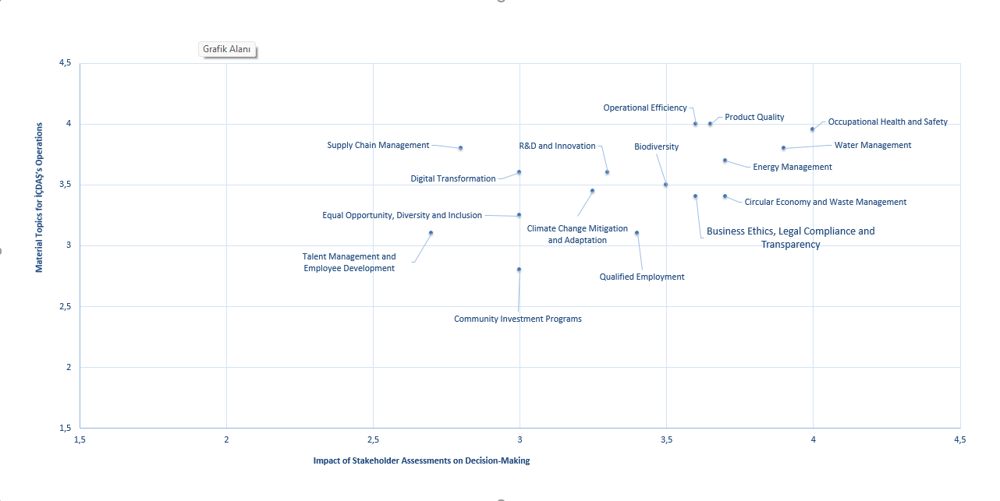 Grafik Alanı
4,5
4
3,5
3
2,5
2
1,5
Material Topics for İÇDAŞ's Operations
Operational Efficiency
Product Quality
Occupational Health and Safety
Supply Chain Management
R&D and Innovation
Biodiversity
Water Management
Energy Management
Digital Transformation
Circular Economy and Waste Management
Equal Opportunity, Diversity and Inclusion
Climate Change Mitigation
and Adaptation
Business Ethics, Legal Compliance and
Transparency
Talent Management and
Employee Development
Qualified Employment
Community Investment Programs
1,5
2
2,5
3
3,5
4
4,5
Impact of Stakeholder Assessments on Decision-Making